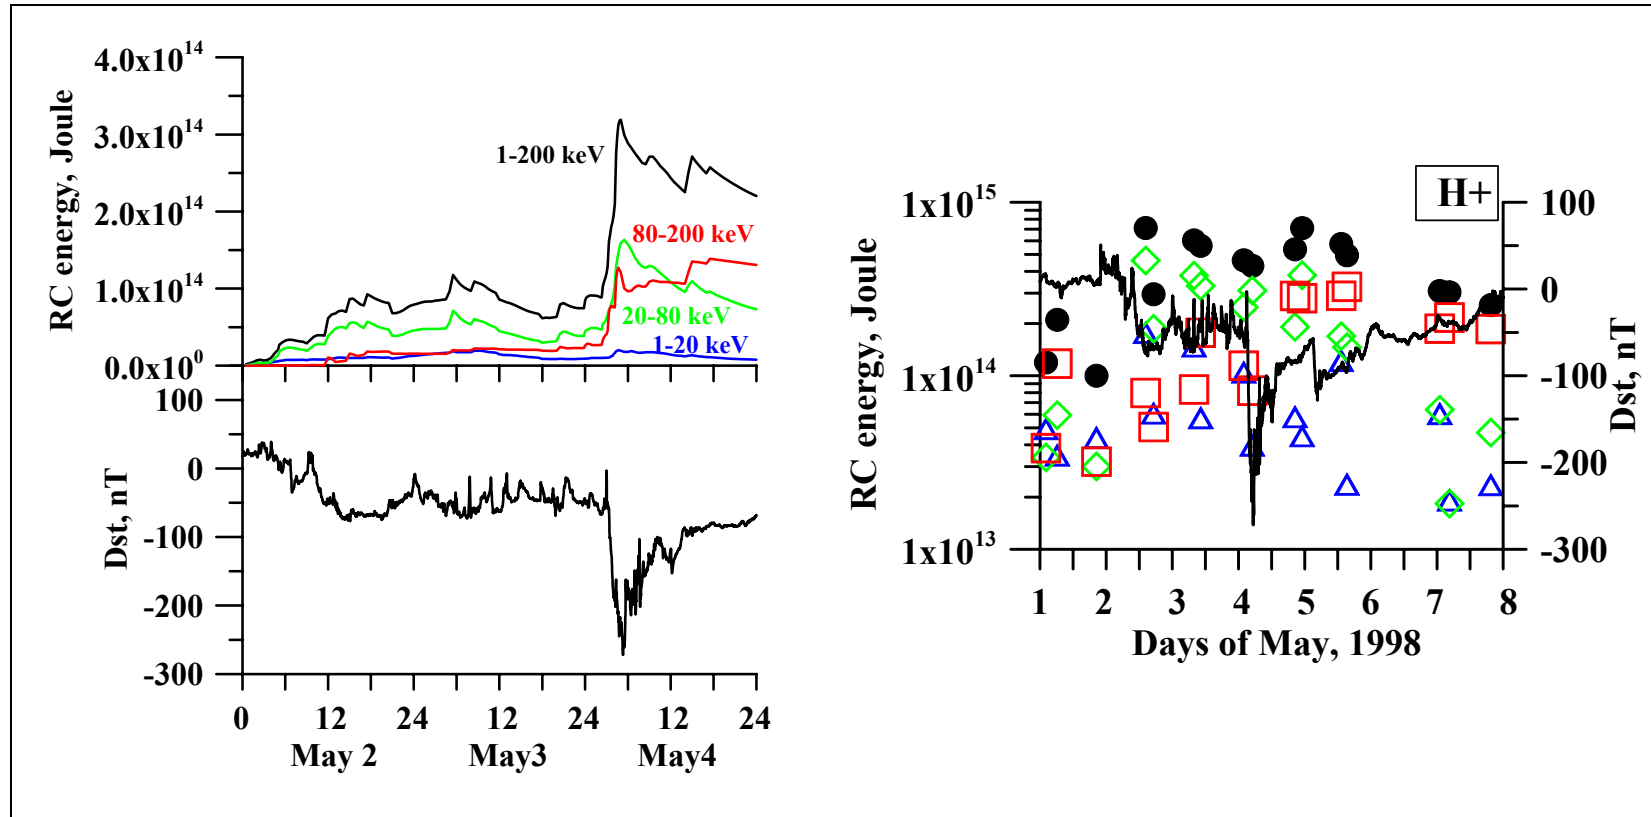 4.0x10^14
3.0x10^14
2.0x10^14
1.0x10^14
0.0x10^0
RC energy, Joule
1-200 keV
80-200 keV
20-80 keV
1-20 keV
100
0
-100
-200
-300
Dst, nT
0 12 24 12 24 12 24
May 2 May3 May4
H+
1x10^15
1x10^14
1x10^13
RC energy, Joule
100
0
-100
-200
-300
Dst, nT
1 2 3 4 5 6 7 8
Days of May, 1998